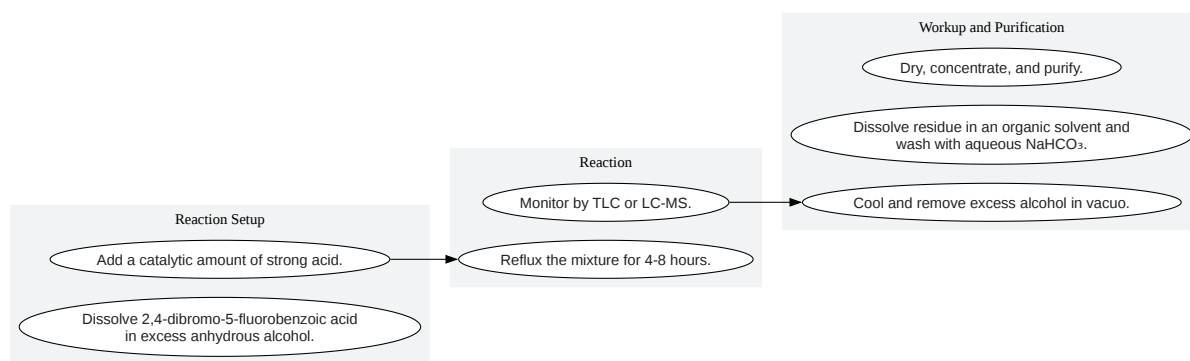 Reaction Setup
Add a catalytic amount of strong acid.
Dissolve 2,4-dibromo-5-fluorobenzoic acid
in excess anhydrous alcohol.
Reaction
Monitor by TLC or LC-MS.
Reflux the mixture for 4-8 hours.
Workup and Purification
Dry, concentrate, and purify.
Dissolve residue in an organic solvent and
wash with aqueous NaHCO₃.
Cool and remove excess alcohol in vacuo.